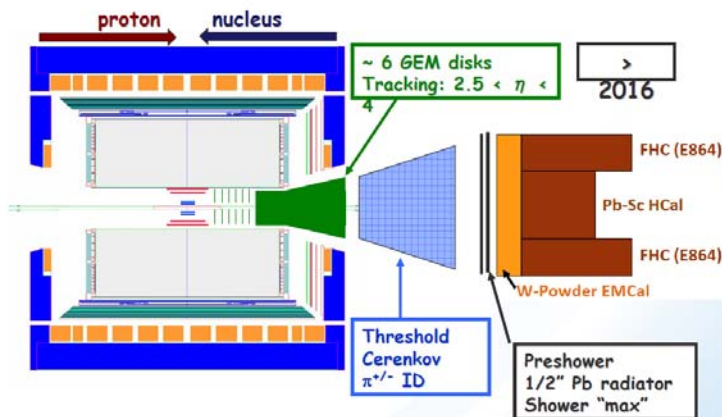 proton
nucleus
~ 6 GEM disks
Tracking: 2.5 < η <
4
>
2016
FHC (E864)
Pb-Sc HCal
FHC (E864)
W-Powder EMCal
Threshold
Cerenkov
π+/- ID
Preshower
1/2" Pb radiator
Shower "max"